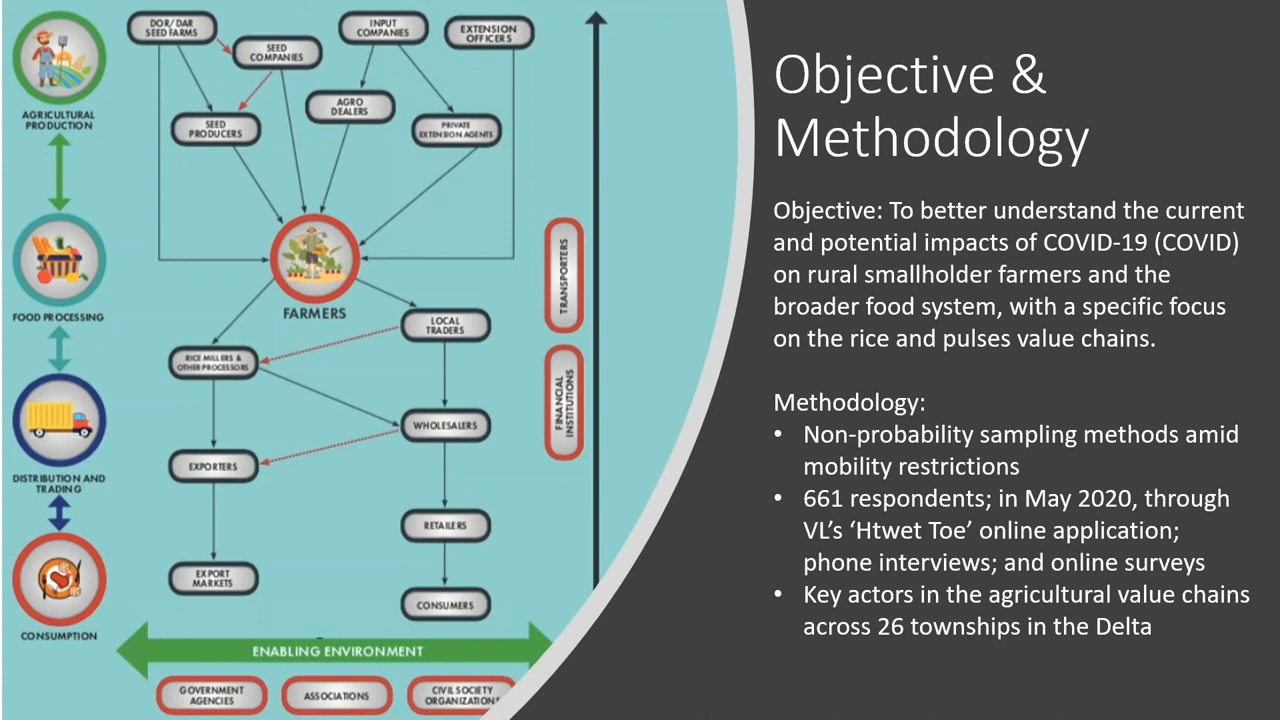 DOR/DAR
SEED FARMS
SEED
COMPANIES
INPUT
COMPANIES
EXTENSION
OFFICERS
AGRICULTURAL
PRODUCTION
SEED
PRODUCERS
AGRO
DEALERS
PRIVATE
EXTENSION AGENTS
FARMERS
TRANSPORTERS
FOOD PROCESSING
LOCAL
TRADERS
RICE MILLERS &
OTHER PROCESSORS
FINANCIAL
INSTITUTIONS
WHOLESALERS
EXPORTERS
DISTRIBUTION AND
TRADING
RETAILERS
EXPORT
MARKETS
CONSUMERS
CONSUMPTION
ENABLING ENVIRONMENT
GOVERNMENT
AGENCIES
ASSOCIATIONS
CIVIL SOCIETY
ORGANIZATIONS
Objective &
Methodology
Objective: To better understand the current
and potential impacts of COVID-19 (COVID)
on rural smallholder farmers and the
broader food system, with a specific focus
on the rice and pulses value chains.
Methodology:
• Non-probability sampling methods amid
mobility restrictions
• 661 respondents; in May 2020, through
VL’s ‘Htwet Toe’ online application;
phone interviews; and online surveys
• Key actors in the agricultural value chains
across 26 townships in the Delta